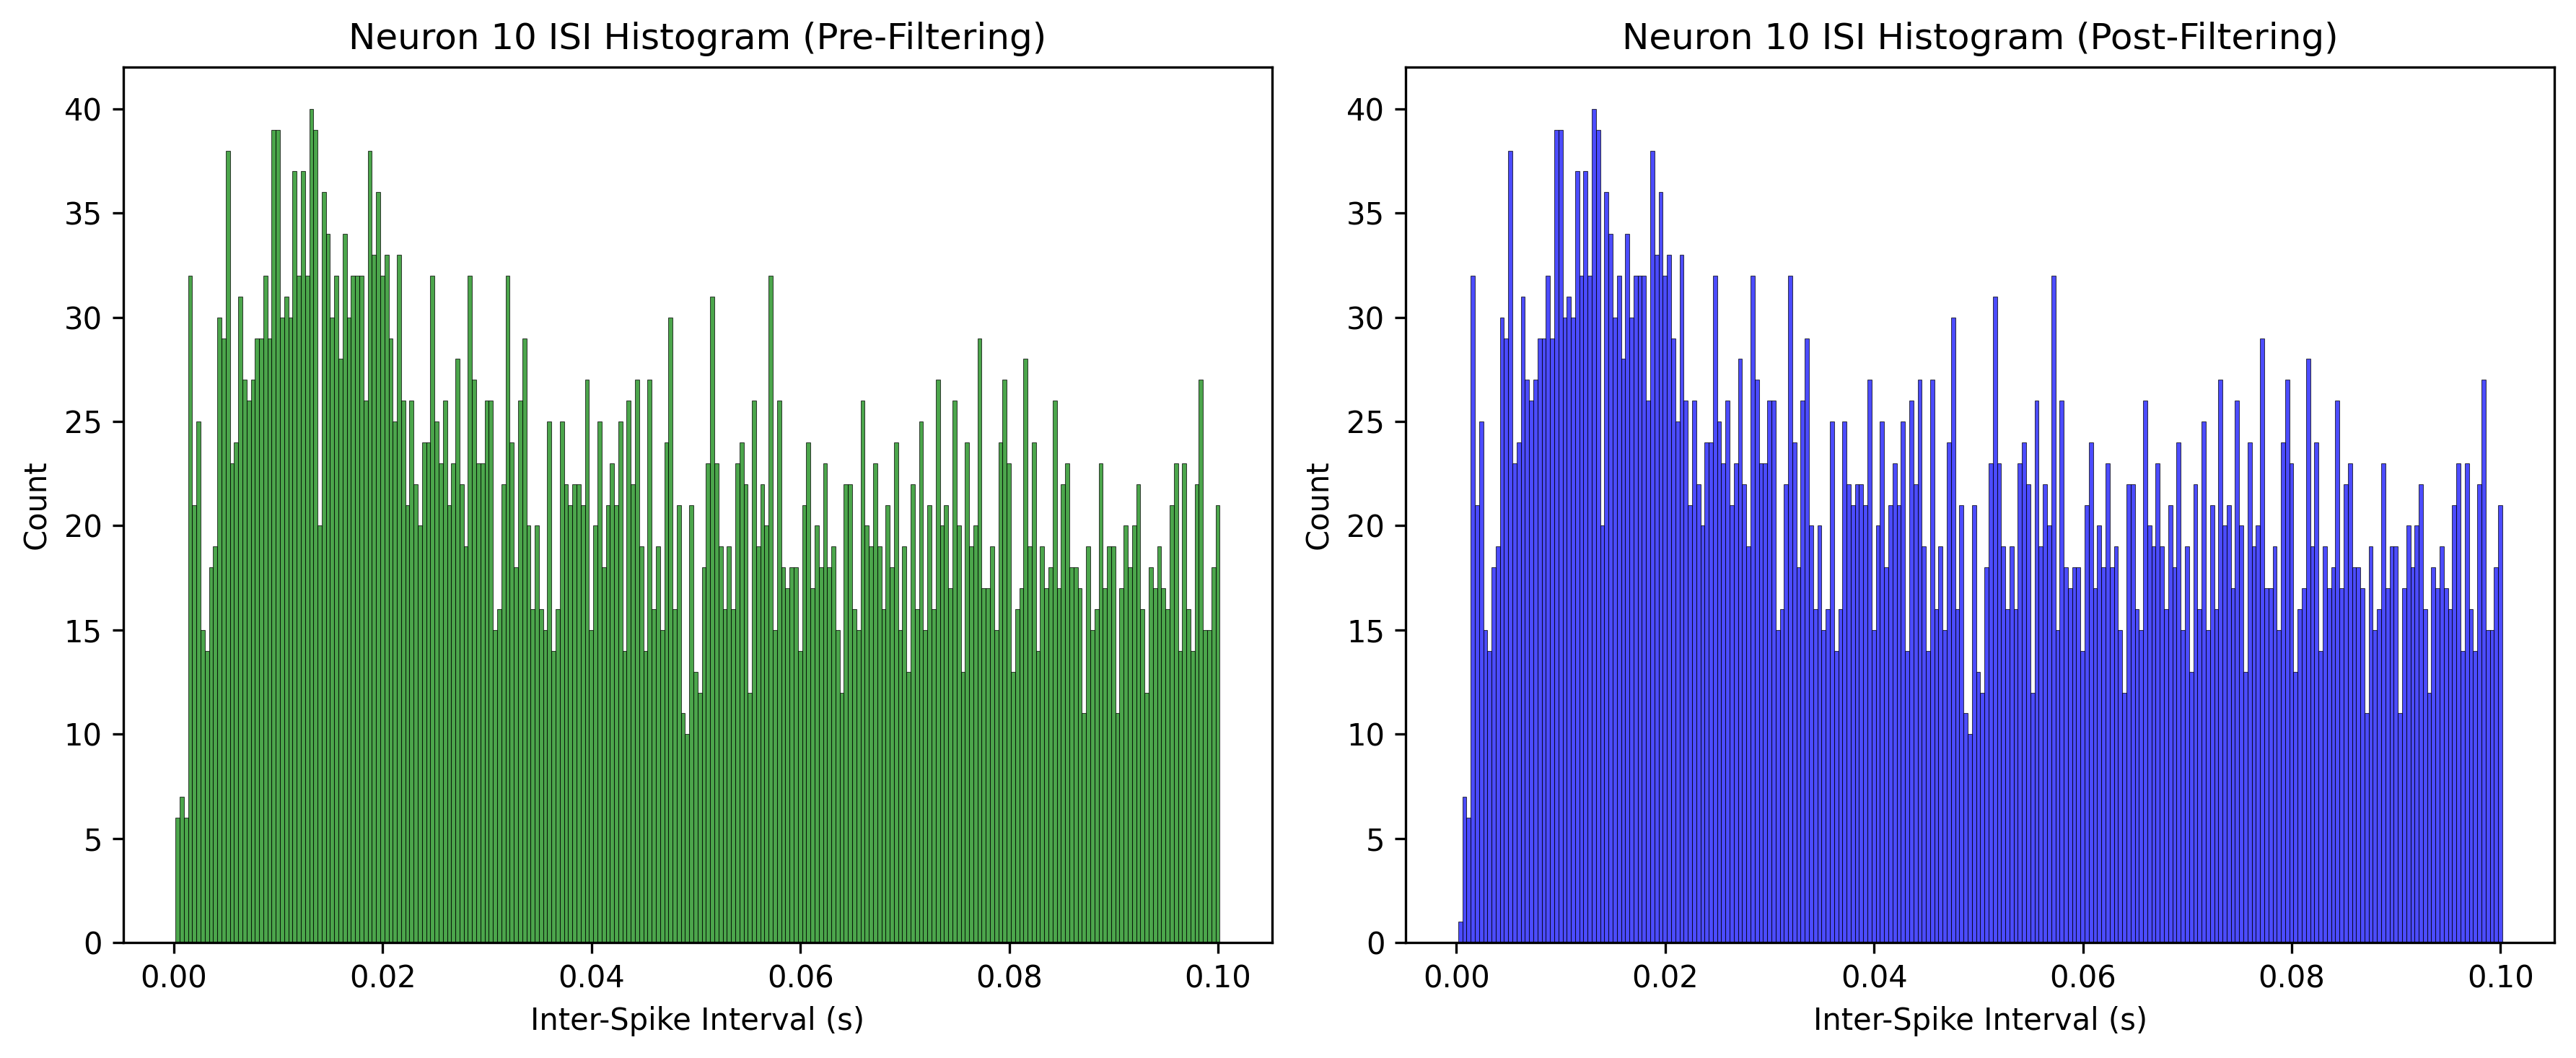 Neuron 10 ISI Histogram (Pre-Filtering)
40
35
30
25
20
15
10
5
0
Count
0.00 0.02 0.04 0.06 0.08 0.10
Inter-Spike Interval (s)
Neuron 10 ISI Histogram (Post-Filtering)
40
35
30
25
20
15
10
5
0
Count
0.00 0.02 0.04 0.06 0.08 0.10
Inter-Spike Interval (s)